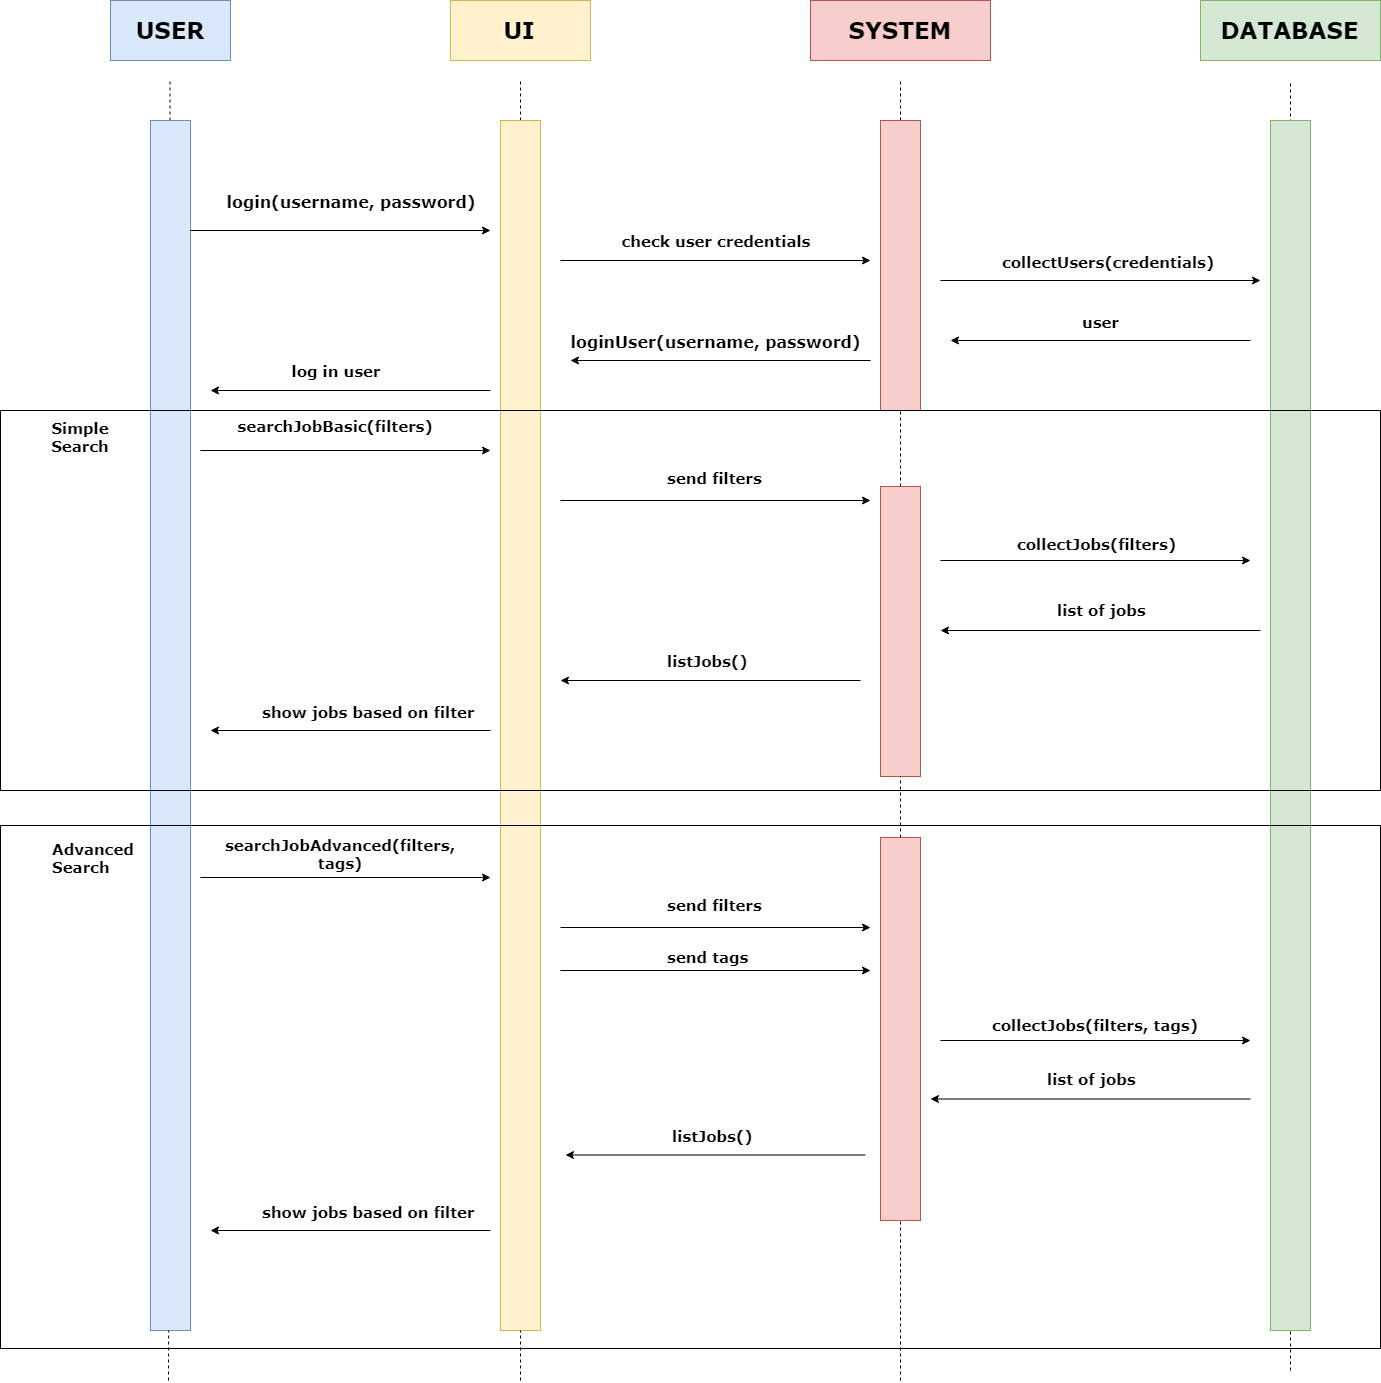 USER
UI
SYSTEM
DATABASE
login(username, password)
check user credentials
collectUsers(credentials)
user
loginUser(username, password)
log in user
Simple
Search
searchJobBasic(filters)
send filters
collectJobs(filters)
list of jobs
listJobs()
show jobs based on filter
Advanced
Search
searchJobAdvanced(filters,
tags)
send filters
send tags
collectJobs(filters, tags)
list of jobs
listJobs()
show jobs based on filter